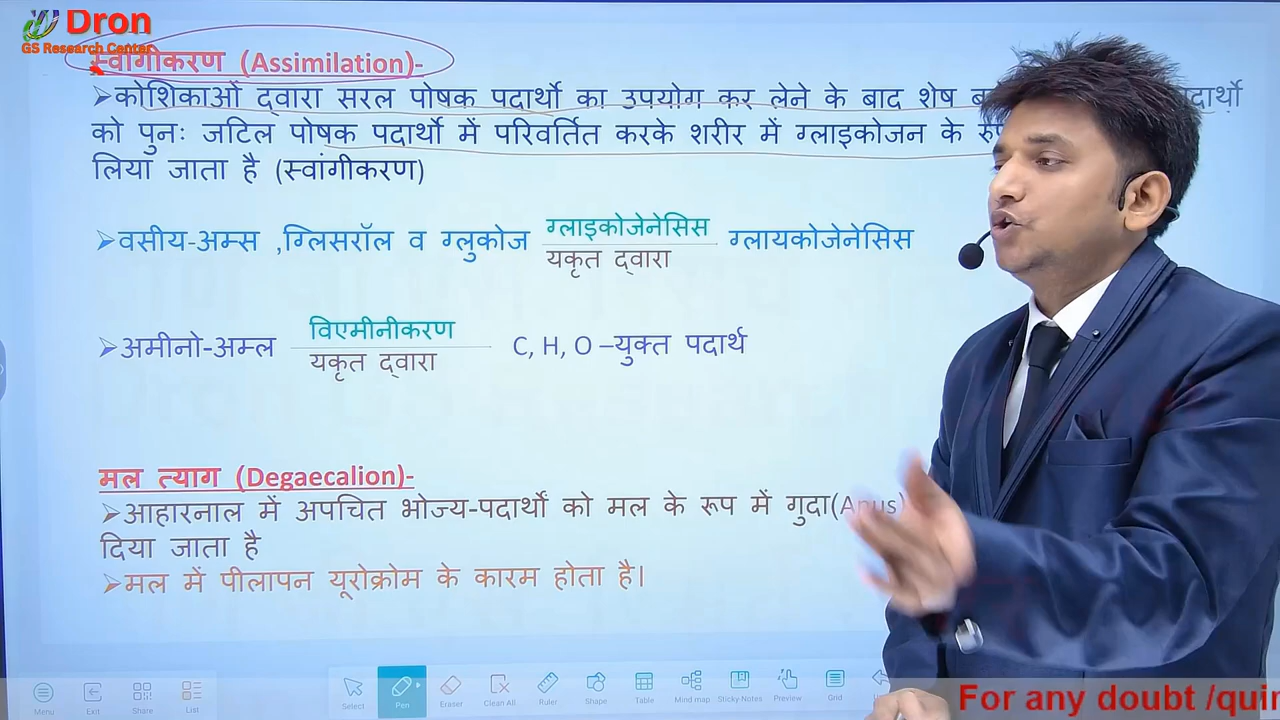 Dron
GS Research Center
स्वांगीकरण (Assimilation)-
➢कोशिकाओं द्वारा सरल पोषक पदार्थो का उपयोग कर लेने के बाद शेष
को पुनः जटिल पोषक पदार्थो में परिवर्तित करके शरीर में ग्लाइकोजन के
लिया जाता है (स्वांगीकरण)
➢वसीय-अम्स ,ग्लिसरॉल व ग्लुकोज ग्लाइकोजेनेसिस ग्लायकोजेनेसिस
यकृत द्वारा
➢अमीनो-अम्ल विएमीनीकरण C, H, O –युक्त पदार्थ
यकृत द्वारा
मल त्याग (Degaecalion)-
➢आहारनाल में अपचित भोज्य-पदार्थों को मल के रूप में गुदा(Anus)
दिया जाता है
➢मल में पीलापन यूरोक्रोम के कारम होता है।
Menu Exit Share List Select Pen Eraser Clean All Ruler Shape Table Mind map Sticky Notes Preview Grid
For any doubt